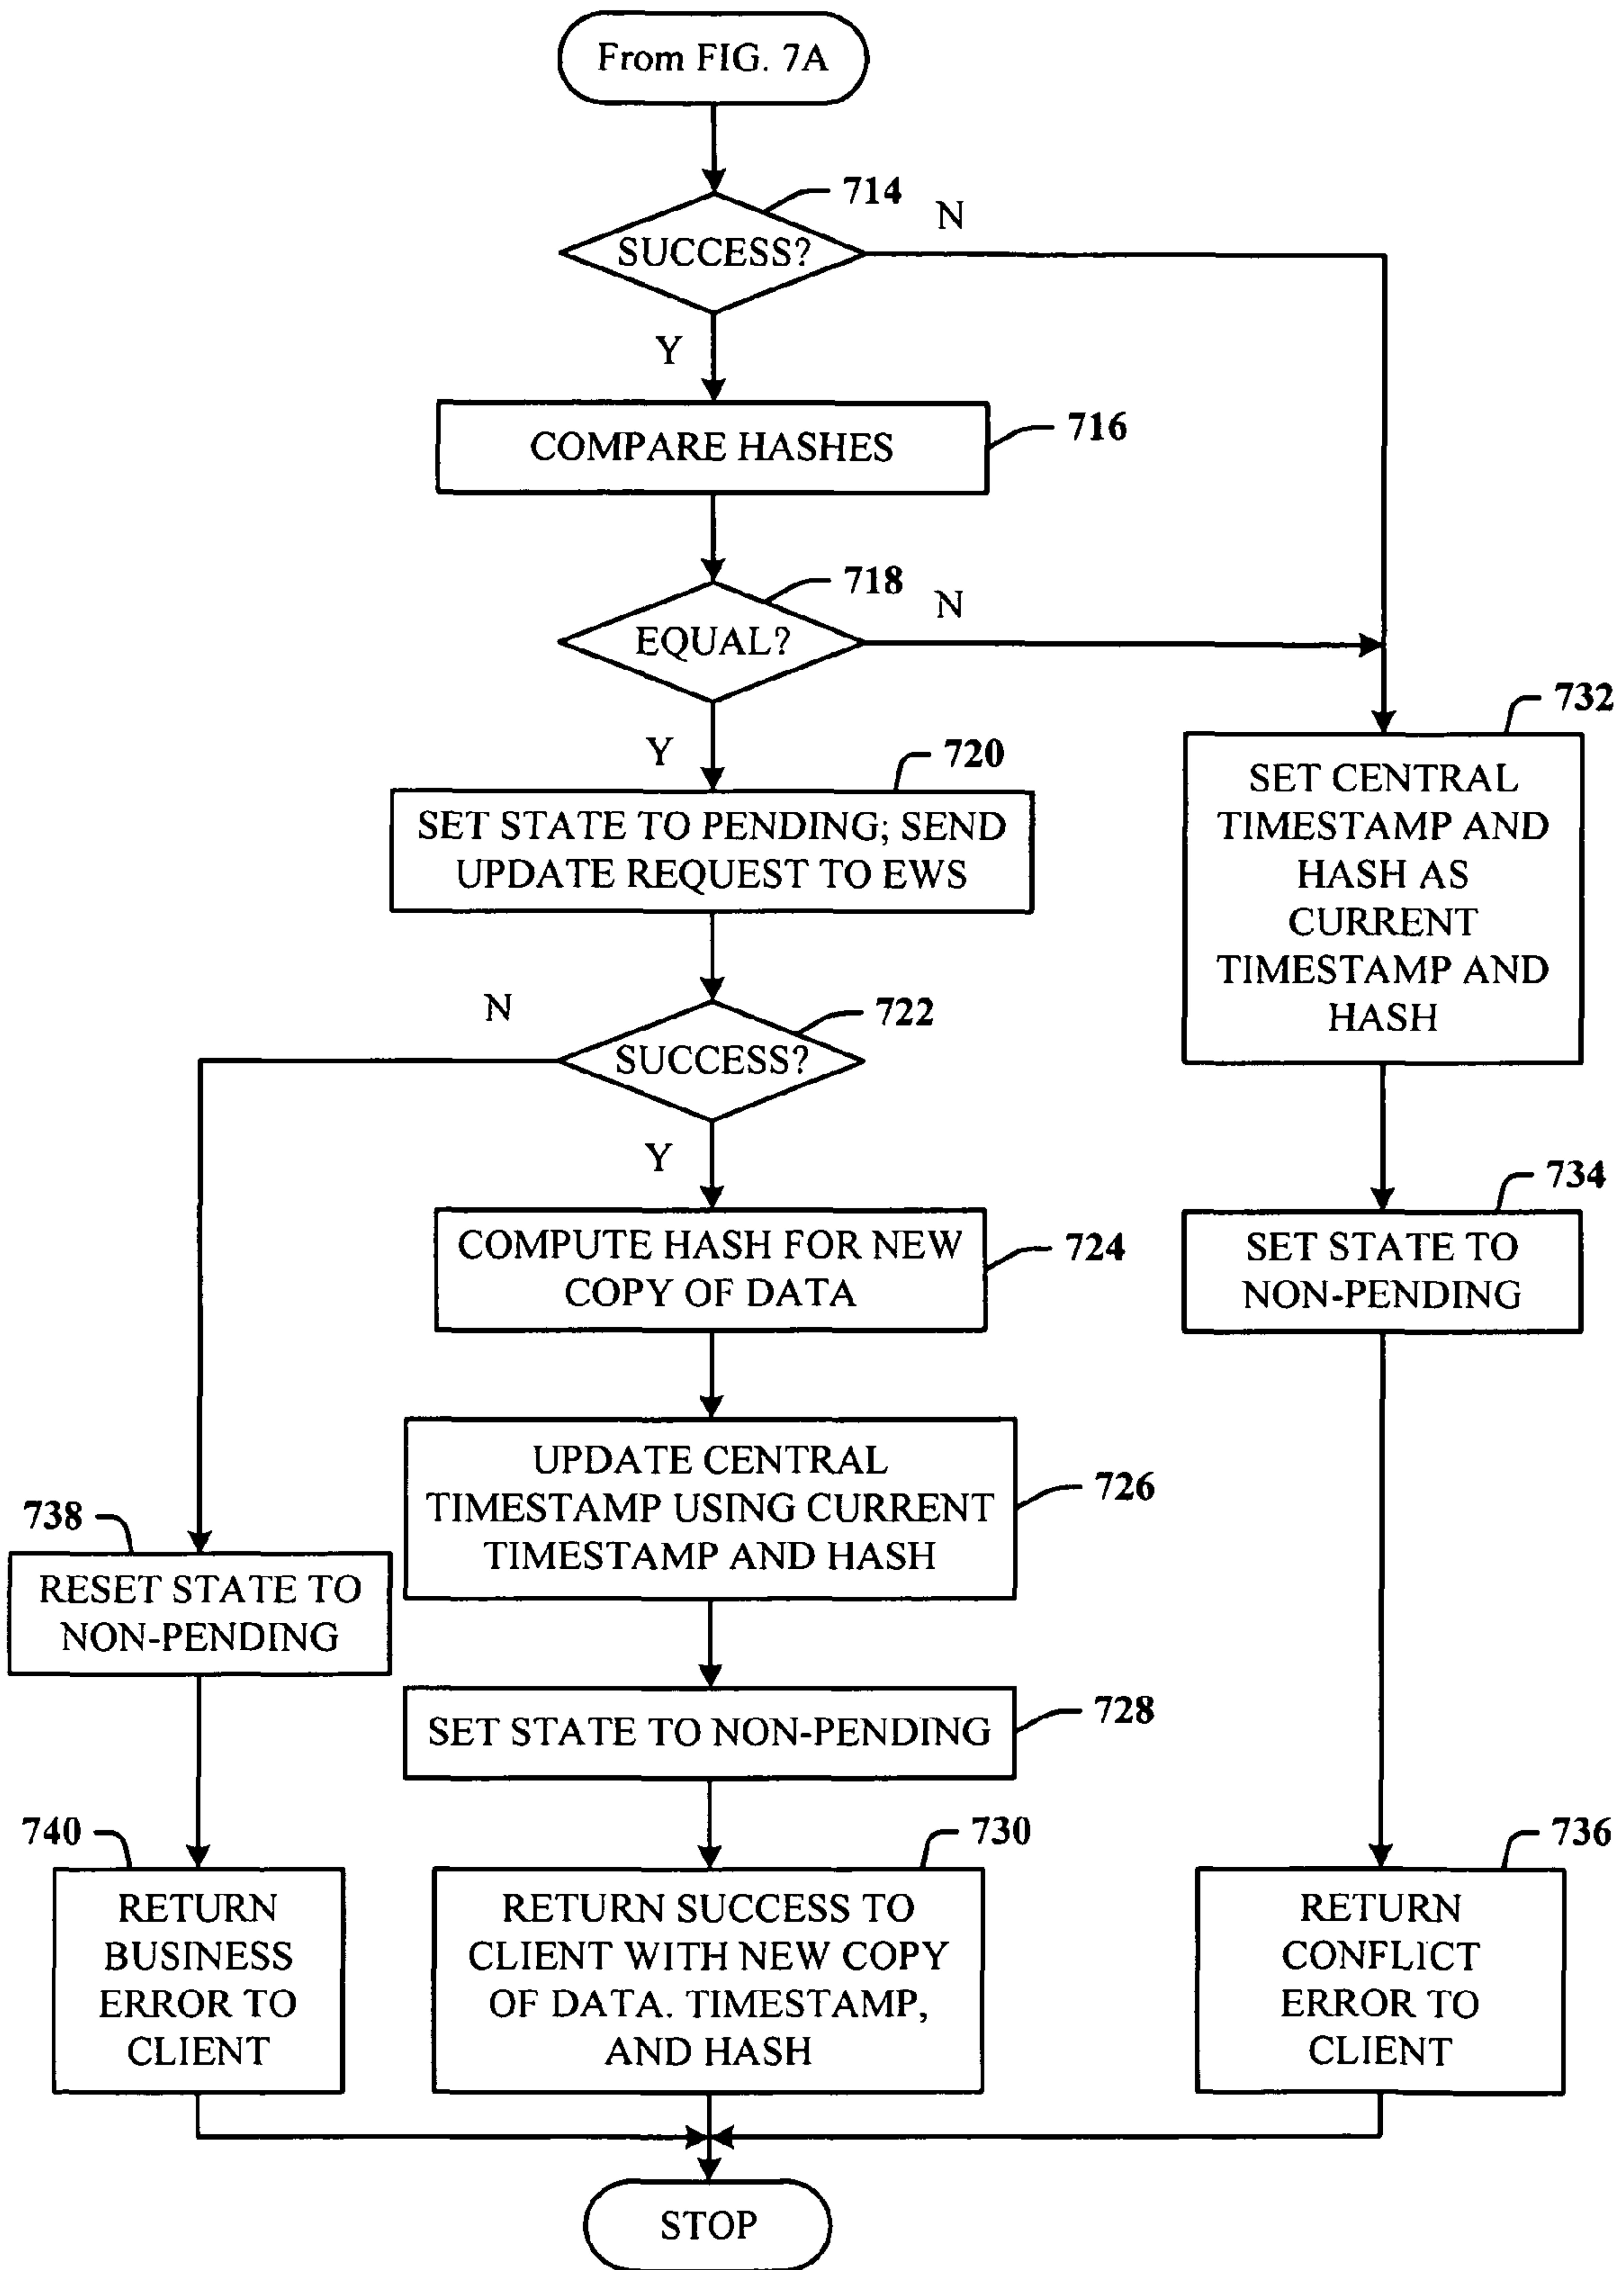 From FIG. 7A
714
N
SUCCESS?
Y
COMPARE HASHES
716
718
N
EQUAL?
Y
720
SET STATE TO PENDING; SEND
UPDATE REQUEST TO EWS
732
SET CENTRAL
TIMESTAMP AND
HASH AS
CURRENT
TIMESTAMP AND
HASH
N
722
SUCCESS?
Y
734
SET STATE TO
NON-PENDING
COMPUTE HASH FOR NEW
COPY OF DATA
724
UPDATE CENTRAL
TIMESTAMP USING CURRENT
TIMESTAMP AND HASH
726
738
RESET STATE TO
NON-PENDING
SET STATE TO NON-PENDING
728
740
RETURN
BUSINESS
ERROR TO
CLIENT
730
RETURN SUCCESS TO
CLIENT WITH NEW COPY
OF DATA. TIMESTAMP,
AND HASH
736
RETURN
CONFLICT
ERROR TO
CLIENT
STOP